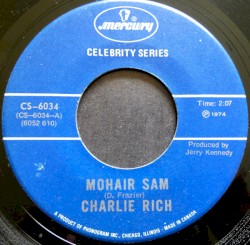 mercury
CELEBRITY SERIES
CS-6034
(CS-6034-A)
(6052 610)
Time: 2:07
℗ 1974
Produced by
Jerry Kennedy
MOHAIR SAM
(D. Frazier)
CHARLIE RICH
A PRODUCT OF PHONOGRAM INC., CHICAGO, ILLINOIS · MADE IN CANADA